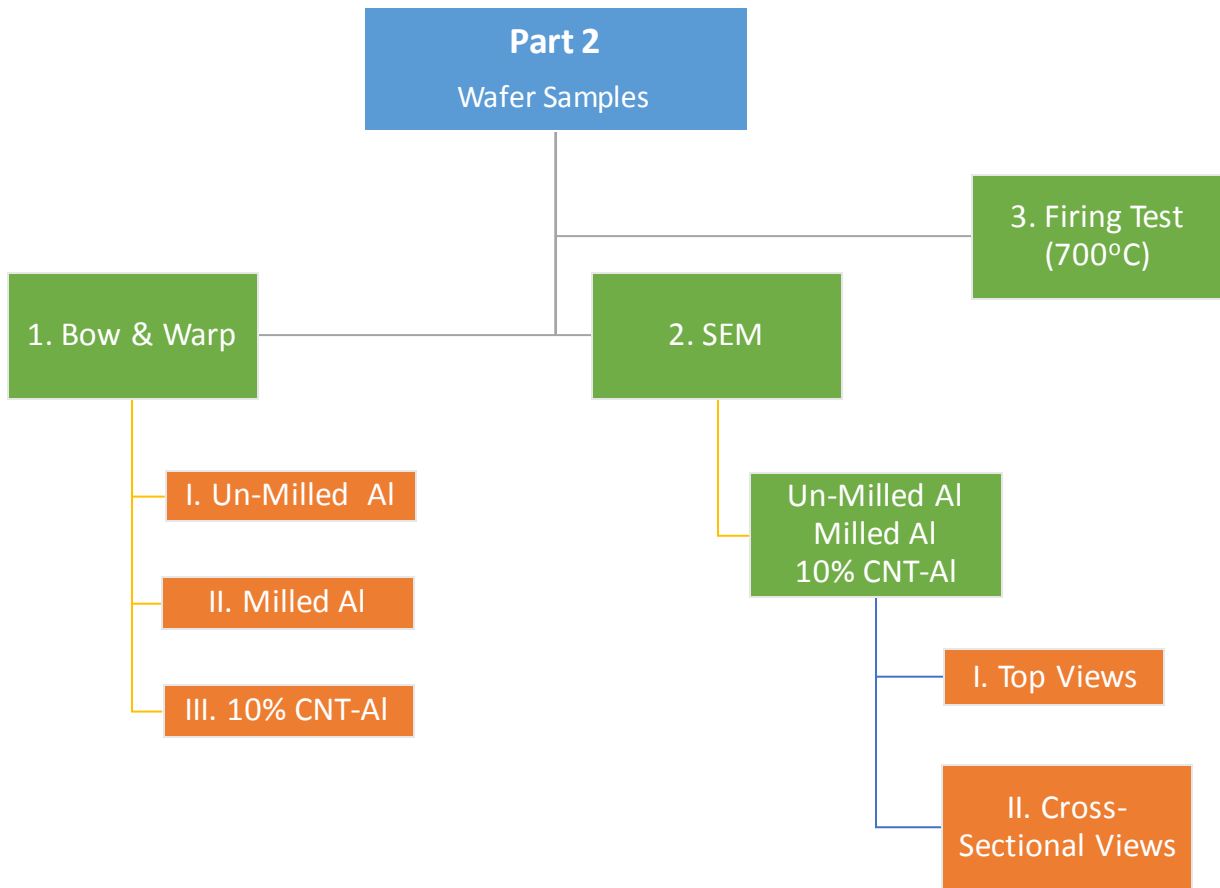 Part 2
Wafer Samples
3. Firing Test
(700°C)
1. Bow & Warp
2. SEM
I. Un-Milled Al
II. Milled Al
III. 10% CNT-Al
Un-Milled Al
Milled Al
10% CNT-Al
I. Top Views
II. Cross-
Sectional Views